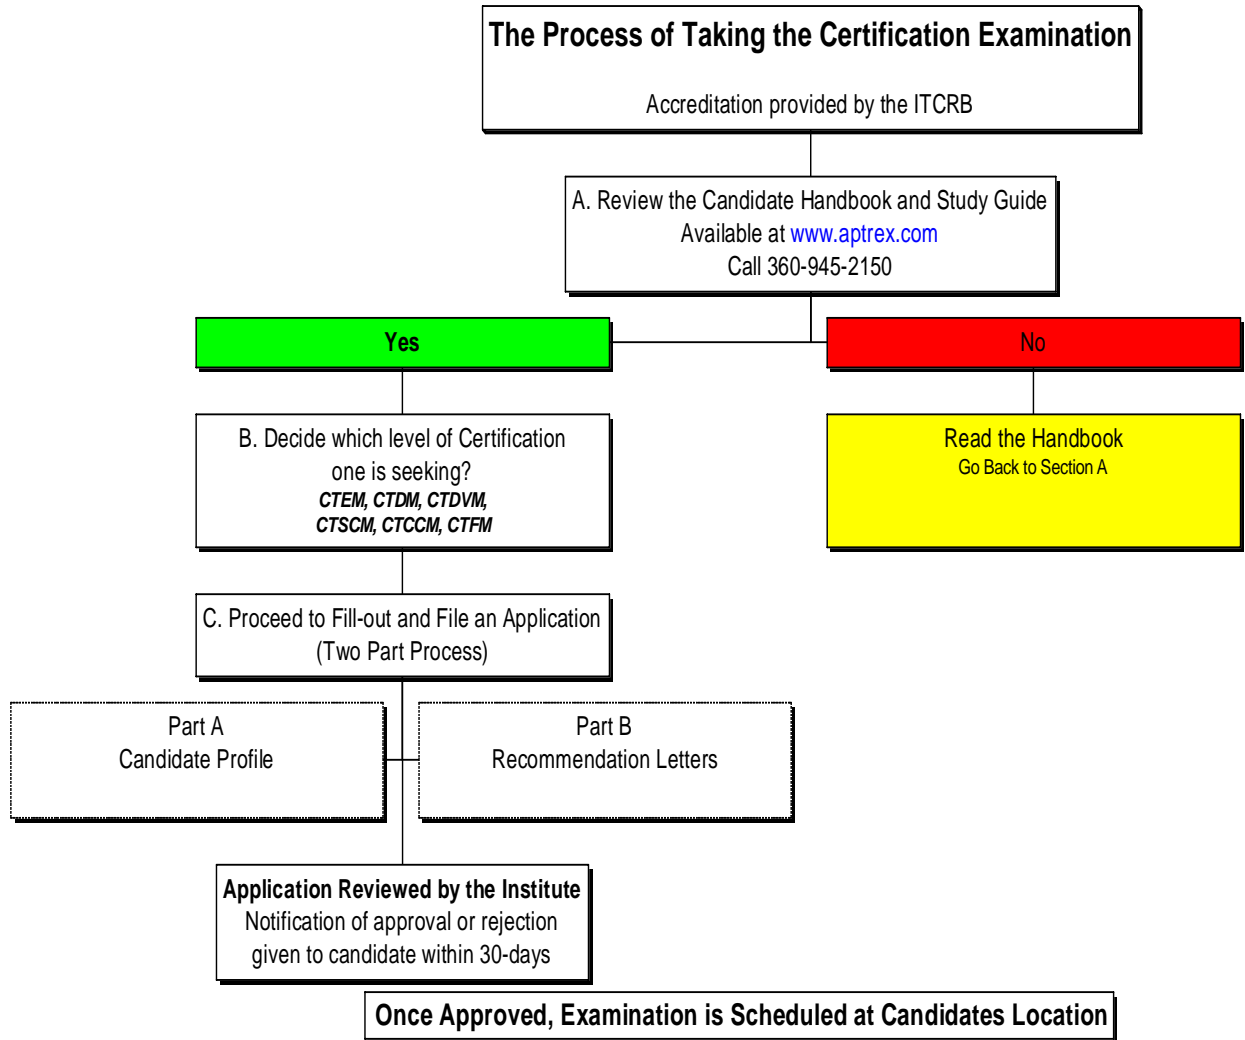 The Process of Taking the Certification Examination
Accreditation provided by the ITCRB
A. Review the Candidate Handbook and Study Guide
Available at www.aptrex.com
Call 360-945-2150
Yes
No
B. Decide which level of Certification
one is seeking?
CTEM, CTDM, CTDVM,
CTSCM, CTCCM, CTFM
Read the Handbook
Go Back to Section A
C. Proceed to Fill-out and File an Application
(Two Part Process)
Part A
Candidate Profile
Part B
Recommendation Letters
Application Reviewed by the Institute
Notification of approval or rejection
given to candidate within 30-days
Once Approved, Examination is Scheduled at Candidates Location